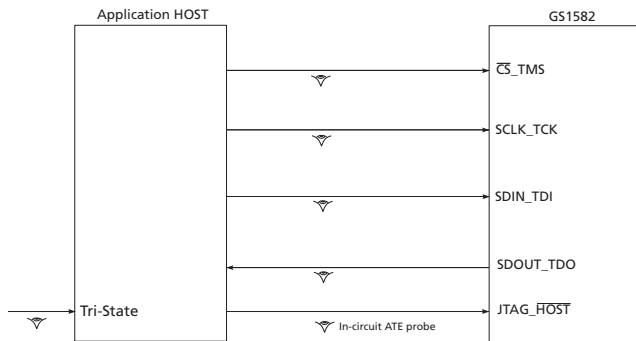 Application HOST
GS1582
CS_TMS
SCLK_TCK
SDIN_TDI
SDOUT_TDO
Tri-State
JTAG_HOST
In-circuit ATE probe